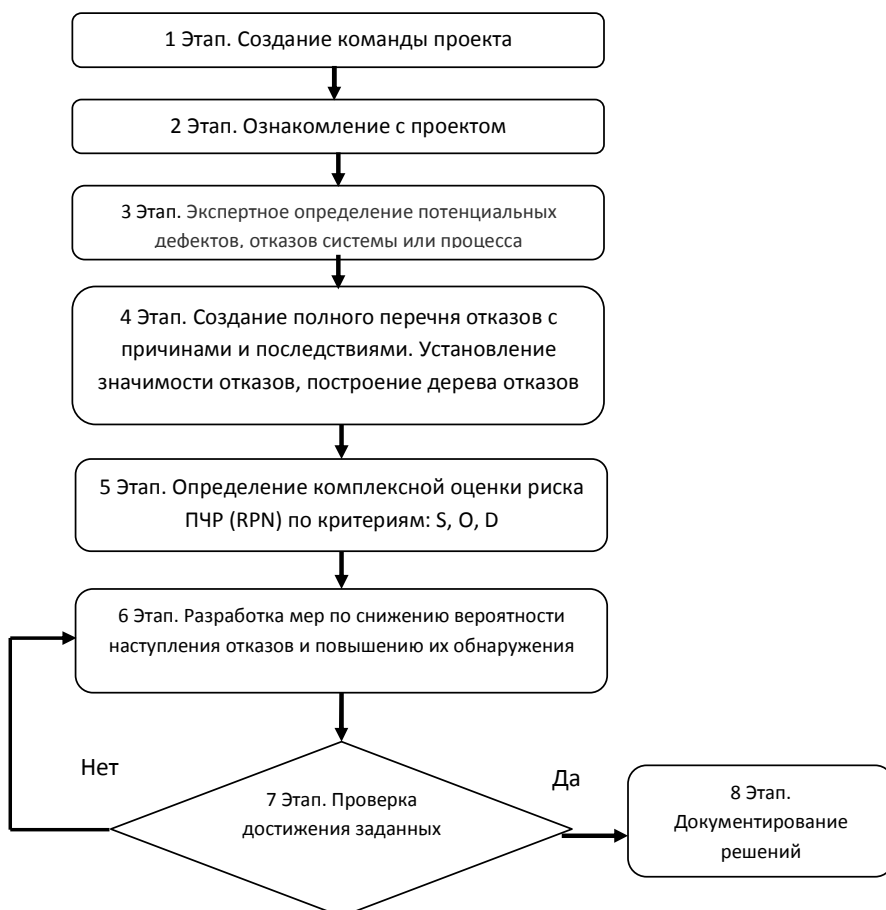 1 Этап. Создание команды проекта
2 Этап. Ознакомление с проектом
3 Этап. Экспертное определение потенциальных
дефектов, отказов системы или процесса
4 Этап. Создание полного перечня отказов с
причинами и последствиями. Установление
значимости отказов, построение дерева отказов
5 Этап. Определение комплексной оценки риска
ПЧР (RPN) по критериям: S, O, D
6 Этап. Разработка мер по снижению вероятности
наступления отказов и повышению их обнаружения
Нет
7 Этап. Проверка
достижения заданных
Да
8 Этап.
Документирование
решений